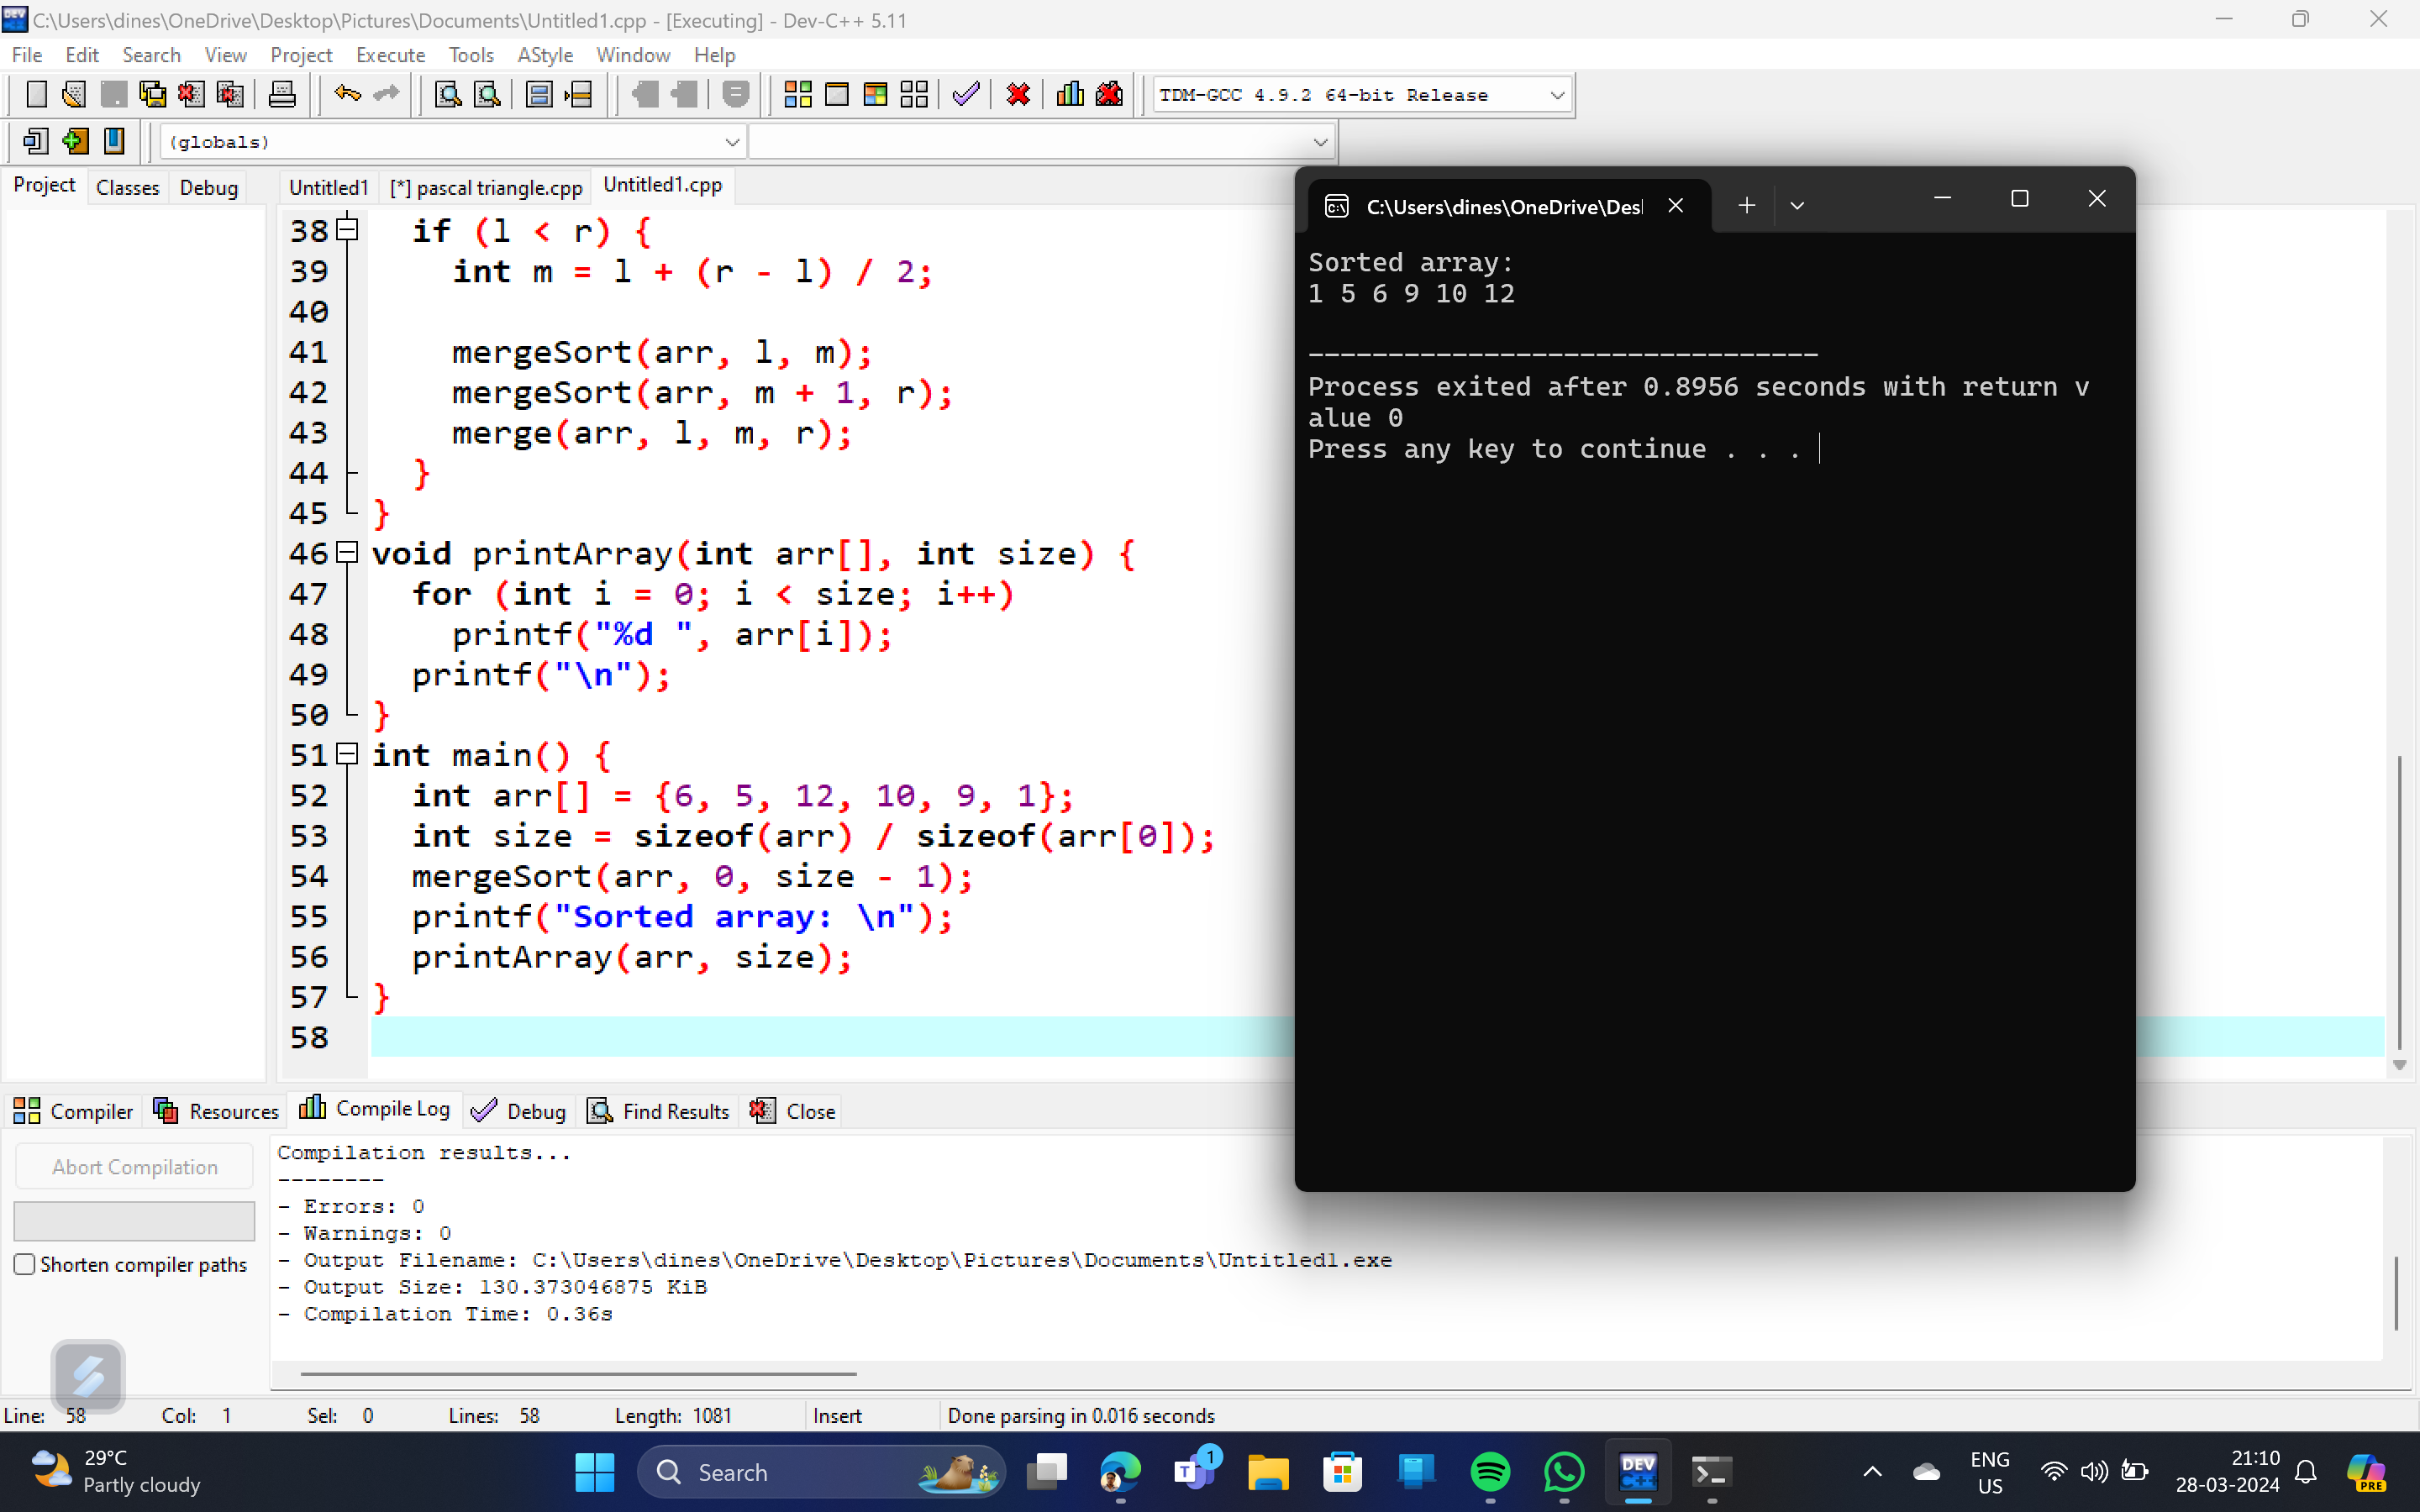 C:\Users\dines\OneDrive\Desktop\Pictures\Documents\Untitled1.cpp - [Executing] - Dev-C++ 5.11
File Edit Search View Project Execute Tools AStyle Window Help
TDM-GCC 4.9.2 64-bit Release
(globals)
Project Classes Debug
Untitled1 [*] pascal triangle.cpp Untitled1.cpp
38 if (l < r) {
39 int m = l + (r - l) / 2;
40
41 mergeSort(arr, l, m);
42 mergeSort(arr, m + 1, r);
43 merge(arr, l, m, r);
44 }
45 }
46 void printArray(int arr[], int size) {
47 for (int i = 0; i < size; i++)
48 printf("%d ", arr[i]);
49 printf("\n");
50 }
51 int main() {
52 int arr[] = {6, 5, 12, 10, 9, 1};
53 int size = sizeof(arr) / sizeof(arr[0]);
54 mergeSort(arr, 0, size - 1);
55 printf("Sorted array: \n");
56 printArray(arr, size);
57 }
58
C:\Users\dines\OneDrive\Des
Sorted array:
1 5 6 9 10 12
--------------------------------
Process exited after 0.8956 seconds with return v
alue 0
Press any key to continue . . .
Compiler Resources Compile Log Debug Find Results Close
Abort Compilation
Shorten compiler paths
Compilation results...
--------
- Errors: 0
- Warnings: 0
- Output Filename: C:\Users\dines\OneDrive\Desktop\Pictures\Documents\Untitled1.exe
- Output Size: 130.373046875 KiB
- Compilation Time: 0.36s
Line: 58 Col: 1 Sel: 0 Lines: 58 Length: 1081 Insert Done parsing in 0.016 seconds
29°C
Partly cloudy
Search
T
1
DEV
C++
ENG
US
21:10
28-03-2024
PRE